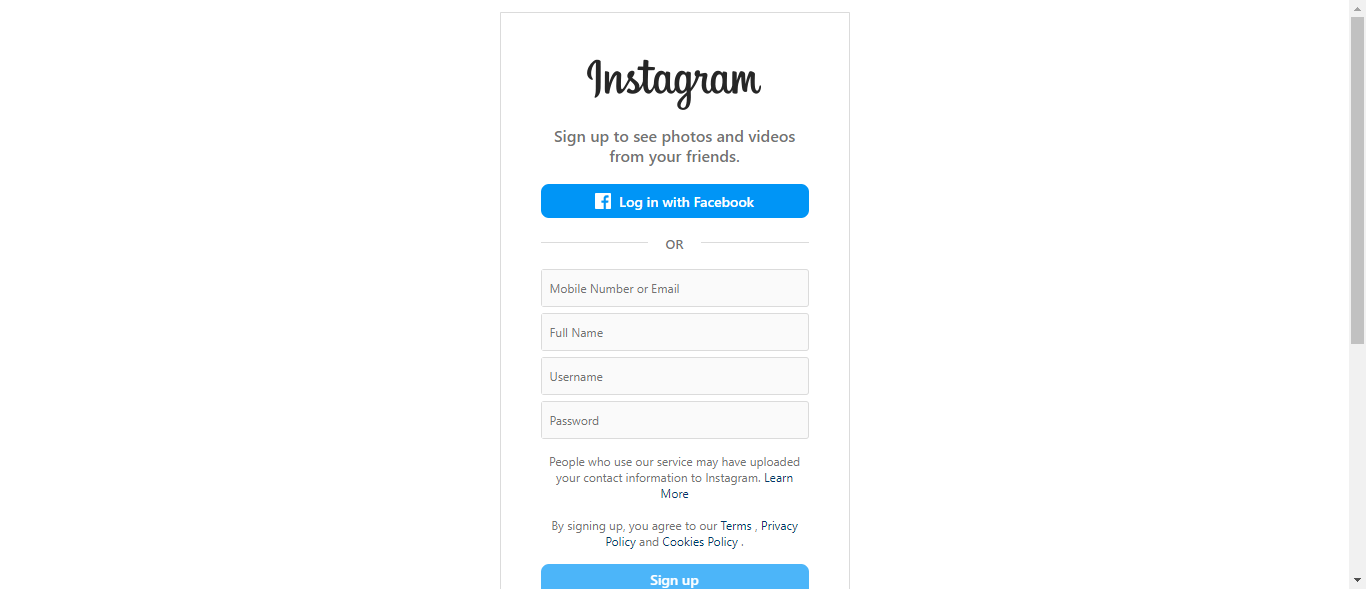 Instagram
Sign up to see photos and videos
from your friends.
Log in with Facebook
OR
Mobile Number or Email
Full Name
Username
Password
People who use our service may have uploaded
your contact information to Instagram. Learn
More
By signing up, you agree to our Terms , Privacy
Policy and Cookies Policy .
Sign up